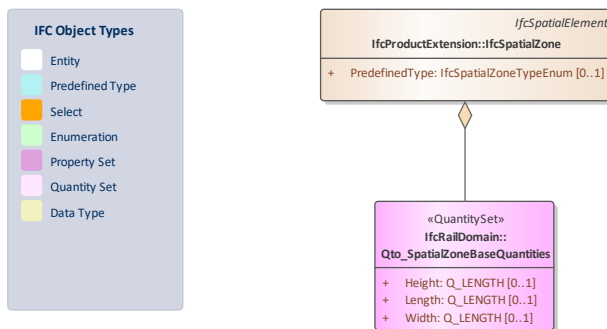 IFC Object Types
Entity
Predefined Type
Select
Enumeration
Property Set
Quantity Set
Data Type
IfcSpatialElement
IfcProductExtension::IfcSpatialZone
+ PredefinedType: IfcSpatialZoneTypeEnum [0..1]
«QuantitySet»
IfcRailDomain::
Qto_SpatialZoneBaseQuantities
+ Height: Q_LENGTH [0..1]
+ Length: Q_LENGTH [0..1]
+ Width: Q_LENGTH [0..1]